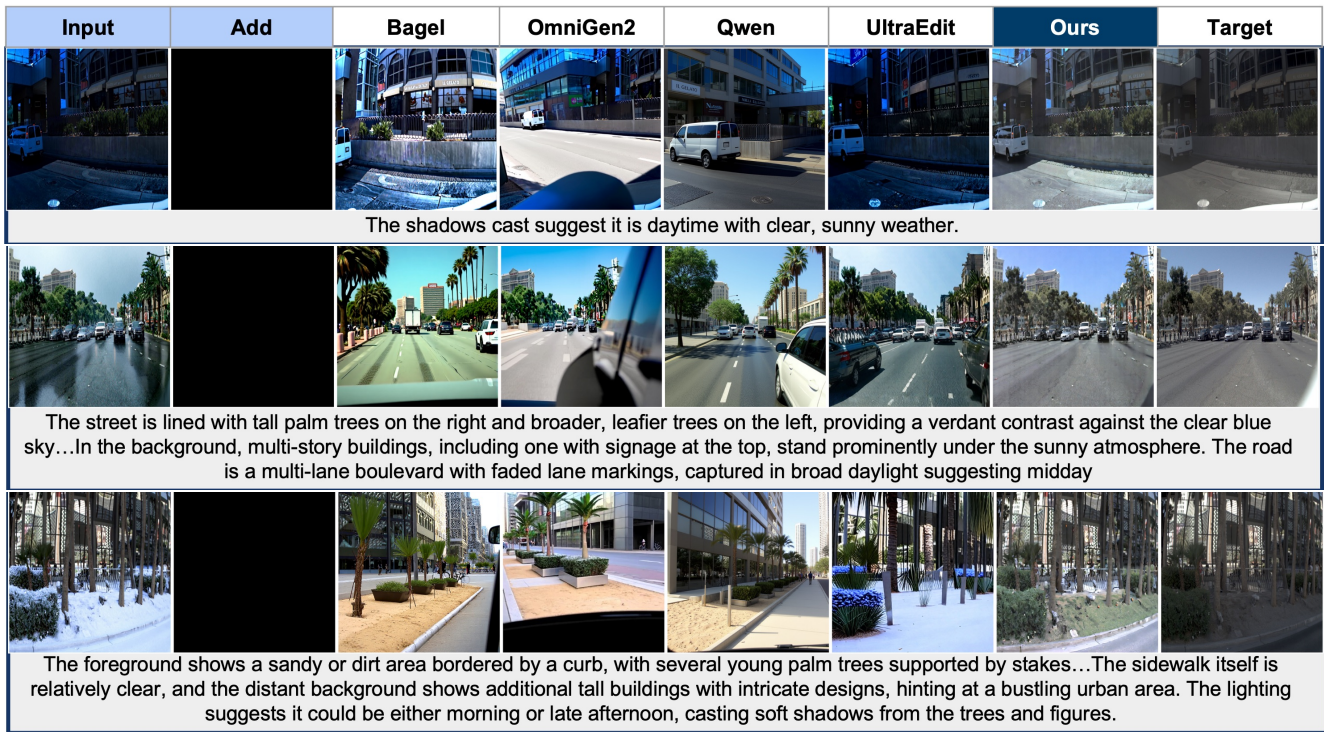 Input Add Bagel OmniGen2 Qwen UltraEdit Ours Target
The shadows cast suggest it is daytime with clear, sunny weather.
The street is lined with tall palm trees on the right and broader, leafier trees on the left, providing a verdant contrast against the clear blue
sky…In the background, multi-story buildings, including one with signage at the top, stand prominently under the sunny atmosphere. The road
is a multi-lane boulevard with faded lane markings, captured in broad daylight suggesting midday
The foreground shows a sandy or dirt area bordered by a curb, with several young palm trees supported by stakes…The sidewalk itself is
relatively clear, and the distant background shows additional tall buildings with intricate designs, hinting at a bustling urban area. The lighting
suggests it could be either morning or late afternoon, casting soft shadows from the trees and figures.